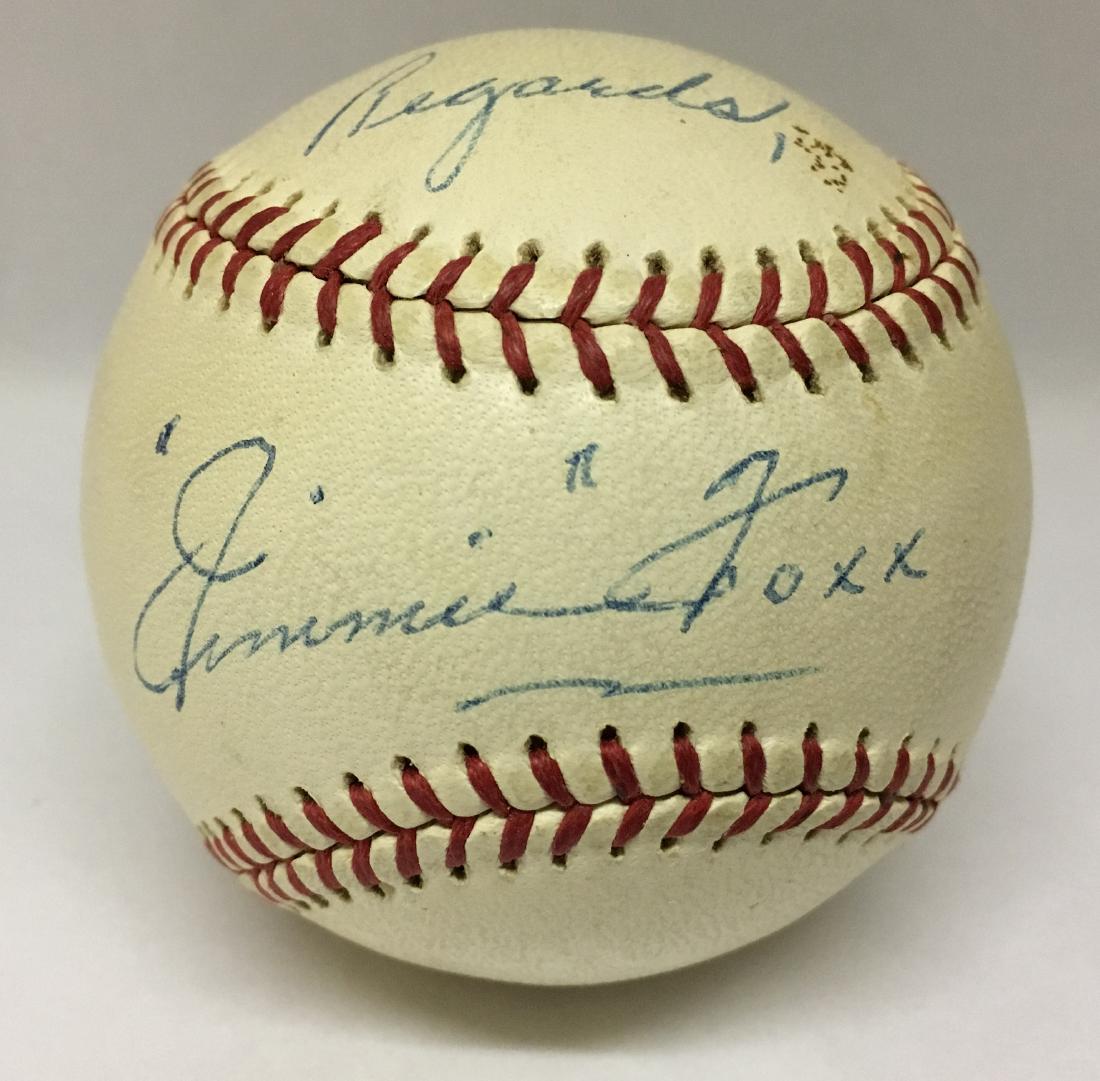 Regards,
"Jimmie" Foxx